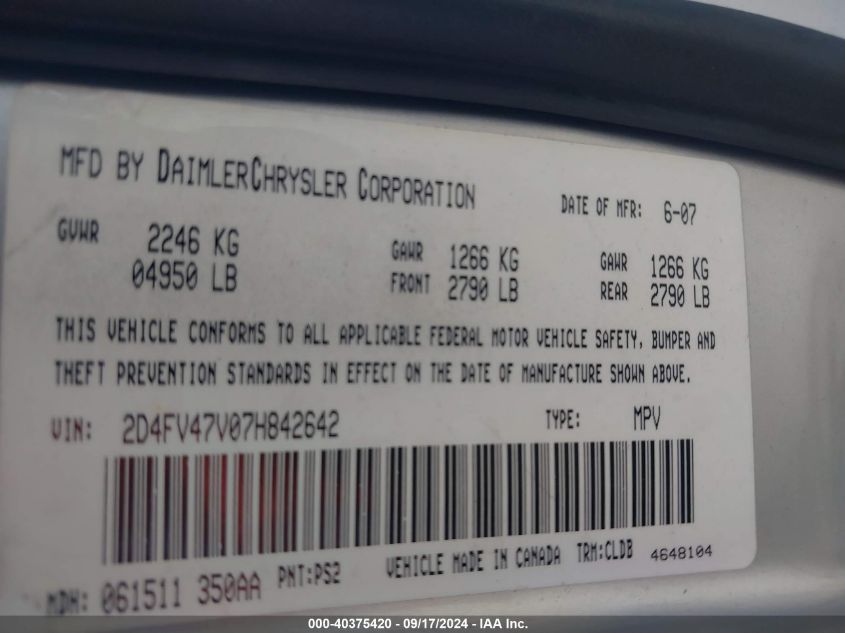 MFD BY DAIMLERCHRYSLER CORPORATION DATE OF MFR: 6-07
GVWR 2246 KG GAWR 1266 KG GAWR 1266 KG
04950 LB FRONT 2790 LB REAR 2790 LB
THIS VEHICLE CONFORMS TO ALL APPLICABLE FEDERAL MOTOR VEHICLE SAFETY, BUMPER AND
THEFT PREVENTION STANDARDS IN EFFECT ON THE DATE OF MANUFACTURE SHOWN ABOVE.
VIN: 2D4FV47V07H842642 TYPE: MPV
MDH: 061511 350AA PNT:PS2 VEHICLE MADE IN CANADA TRM:CLDB 4648104
000-40375420 - 09/17/2024 - IAA Inc.